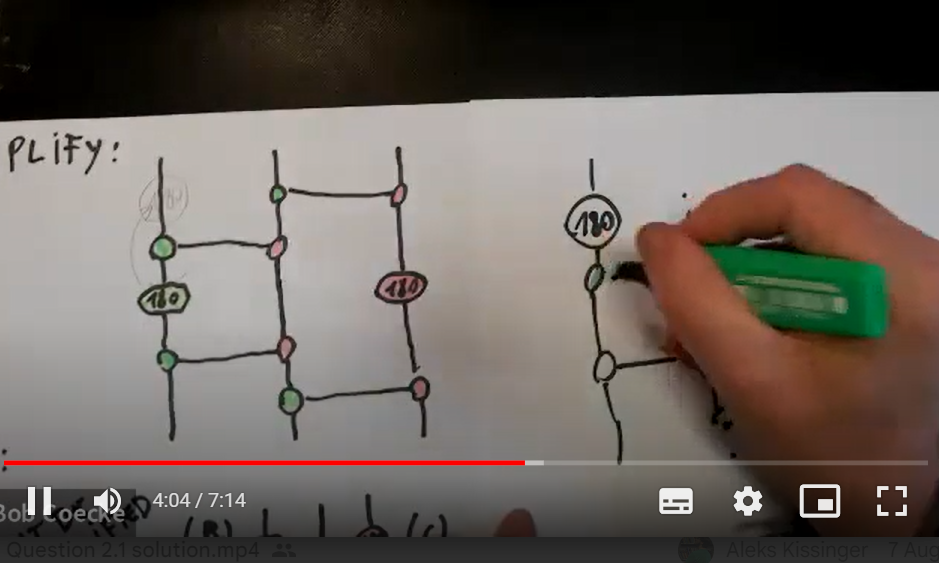 PLiFY:
180
180
180
4:04 / 7:14
Bob Coecke
(B)
(C)
Question 2.1 solution.mp4
Aleks Kissinger 7 Aug